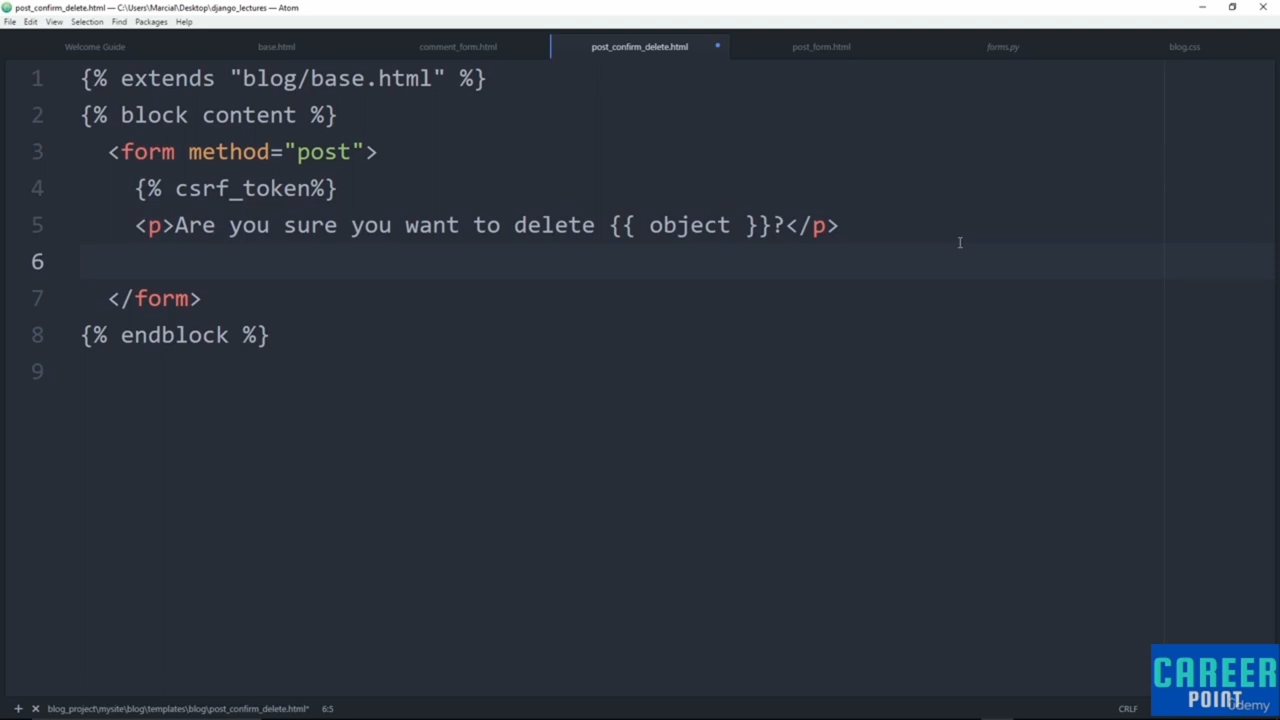 post_confirm_delete.html — C:\Users\Marcial\Desktop\django_lectures — Atom
File Edit View Selection Find Packages Help
Welcome Guide base.html comment_form.html post_confirm_delete.html post_form.html forms.py blog.css
1 {% extends "blog/base.html" %}
2 {% block content %}
3 <form method="post">
4 {% csrf_token%}
5 <p>Are you sure you want to delete {{ object }}?</p>
6
7 </form>
8 {% endblock %}
9
CAREER
POINT
blog_project\mysite\blog\templates\blog\post_confirm_delete.html* 6:5 CRLF
Udemy